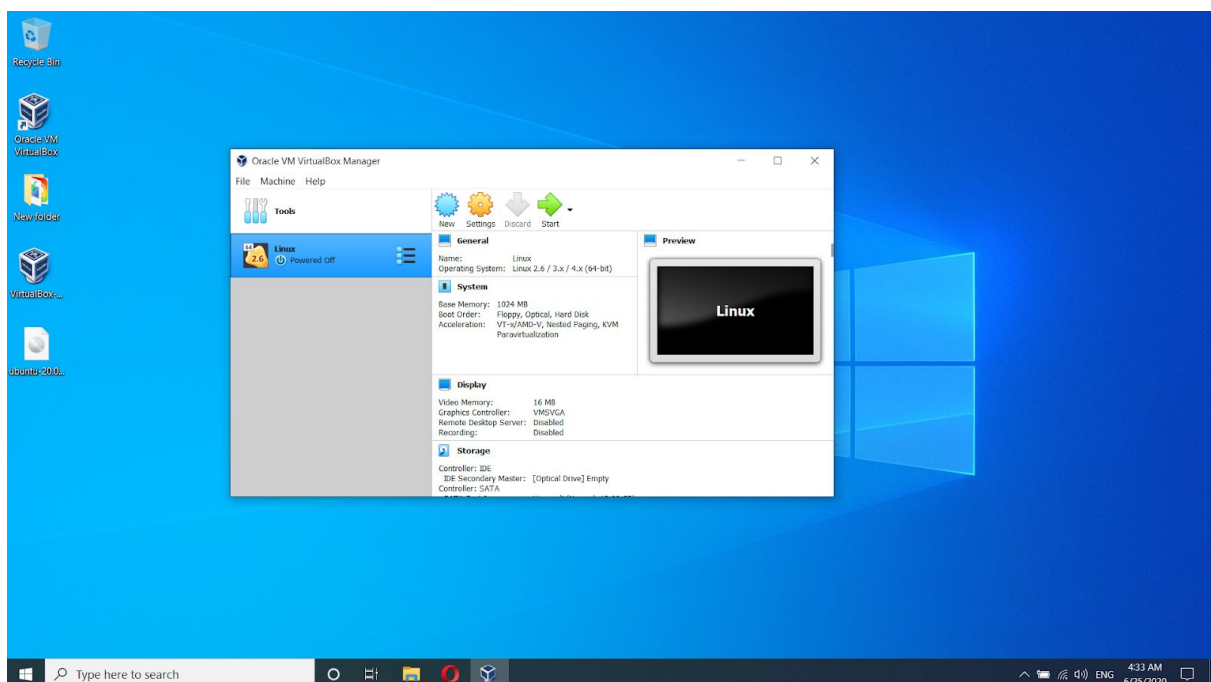 Recycle Bin
Oracle VM
VirtualBox
New folder
VirtualBox-...
ubuntu-20.0...
Oracle VM VirtualBox Manager
File Machine Help
Tools
New Settings Discard Start
64
2.6
Linux
Powered Off
General
Name: Linux
Operating System: Linux 2.6 / 3.x / 4.x (64-bit)
System
Base Memory: 1024 MB
Boot Order: Floppy, Optical, Hard Disk
Acceleration: VT-x/AMD-V, Nested Paging, KVM
Paravirtualization
Preview
Linux
Display
Video Memory: 16 MB
Graphics Controller: VMSVGA
Remote Desktop Server: Disabled
Recording: Disabled
Storage
Controller: IDE
IDE Secondary Master: [Optical Drive] Empty
Controller: SATA
Type here to search
ENG
4:33 AM
6/25/2020